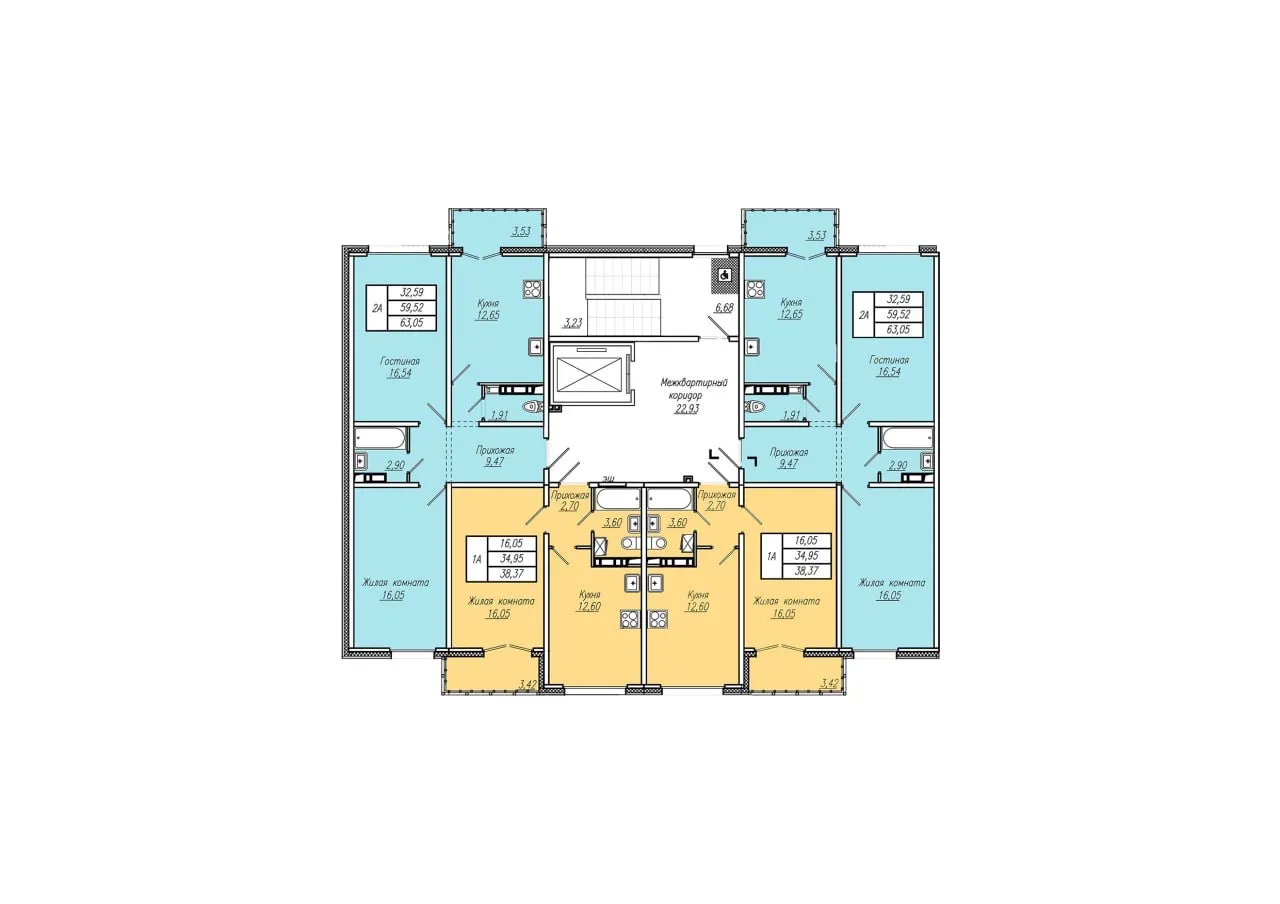 3,53
3,53
2А
32,59
59,52
63,05
Кухня
12,65
3,23
6,68
Кухня
12,65
2А
32,59
59,52
63,05
Гостиная
16,54
Межквартирный
коридор
22,93
Гостиная
16,54
1,91
1,91
2,90
Прихожая
9,47
Прихожая
9,47
2,90
ЭЩ
Прихожая
2,70
3,60
3,60
Прихожая
2,70
1А
16,05
34,95
38,37
1А
16,05
34,95
38,37
Жилая комната
16,05
Жилая комната
16,05
Кухня
12,60
Кухня
12,60
Жилая комната
16,05
Жилая комната
16,05
3,42
3,42